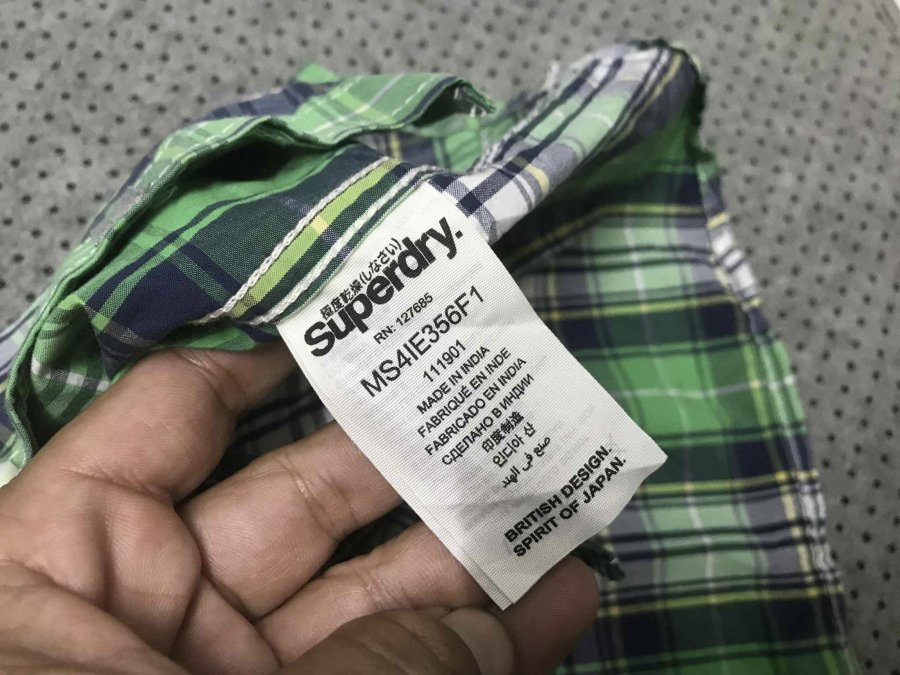 極度乾燥(しなさい)
Superdry.
RN: 127685
MS4IE356F1
111901
MADE IN INDIA
FABRIQUÉ EN INDE
FABRICADO EN INDIA
СДЕЛАНО В ИНДИИ
印度制造
인디아 산
صنع في الهند
BRITISH DESIGN.
SPIRIT OF JAPAN.